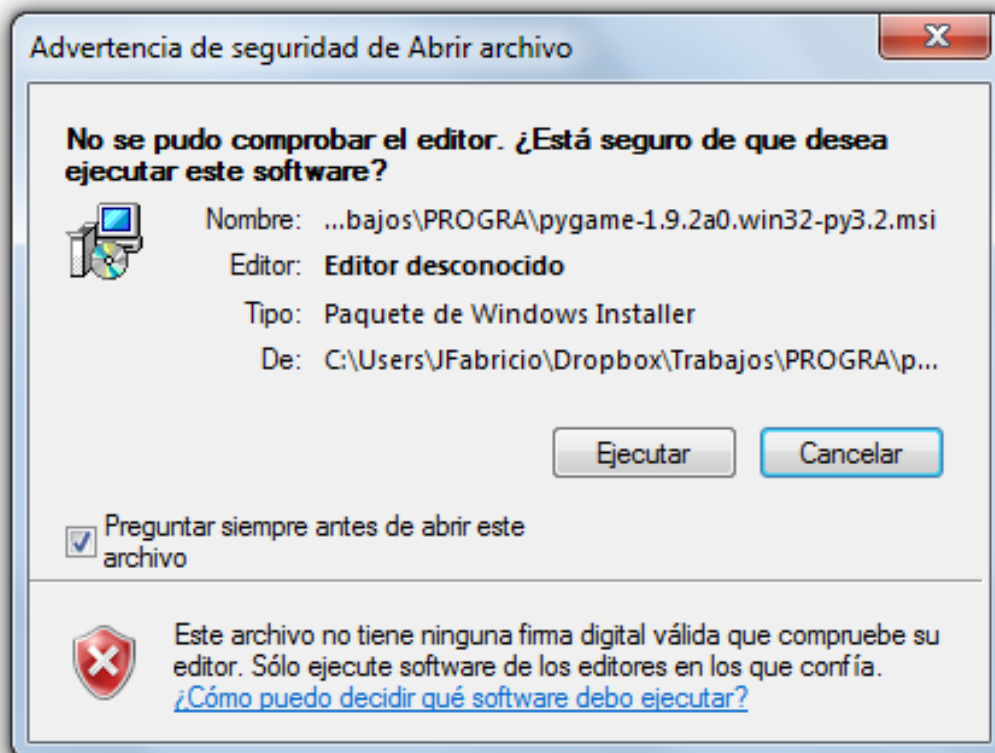 Advertencia de seguridad de Abrir archivo
No se pudo comprobar el editor. ¿Está seguro de que desea
ejecutar este software?
Nombre: ...bajos\PROGRA\pygame-1.9.2a0.win32-py3.2.msi
Editor: Editor desconocido
Tipo: Paquete de Windows Installer
De: C:\Users\JFabricio\Dropbox\Trabajos\PROGRA\p...
Ejecutar Cancelar
Preguntar siempre antes de abrir este
archivo
Este archivo no tiene ninguna firma digital válida que compruebe su
editor. Sólo ejecute software de los editores en los que confía.
¿Cómo puedo decidir qué software debo ejecutar?